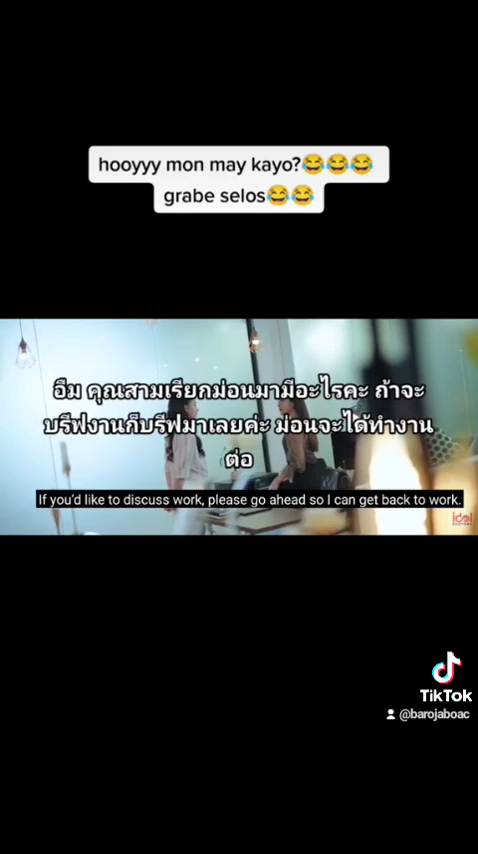 hooyyy mon may kayo?😂😂😂
grabe selos😂😂
อืม คุณสามเรียกม่อนมามีอะไรคะ ถ้าจะ
บรีฟงานก็บรีฟมาเลยค่ะ ม่อนจะได้ทำงาน
ต่อ
If you'd like to discuss work, please go ahead so I can get back to work.
idol
FACTORY
TikTok
@barojaboac